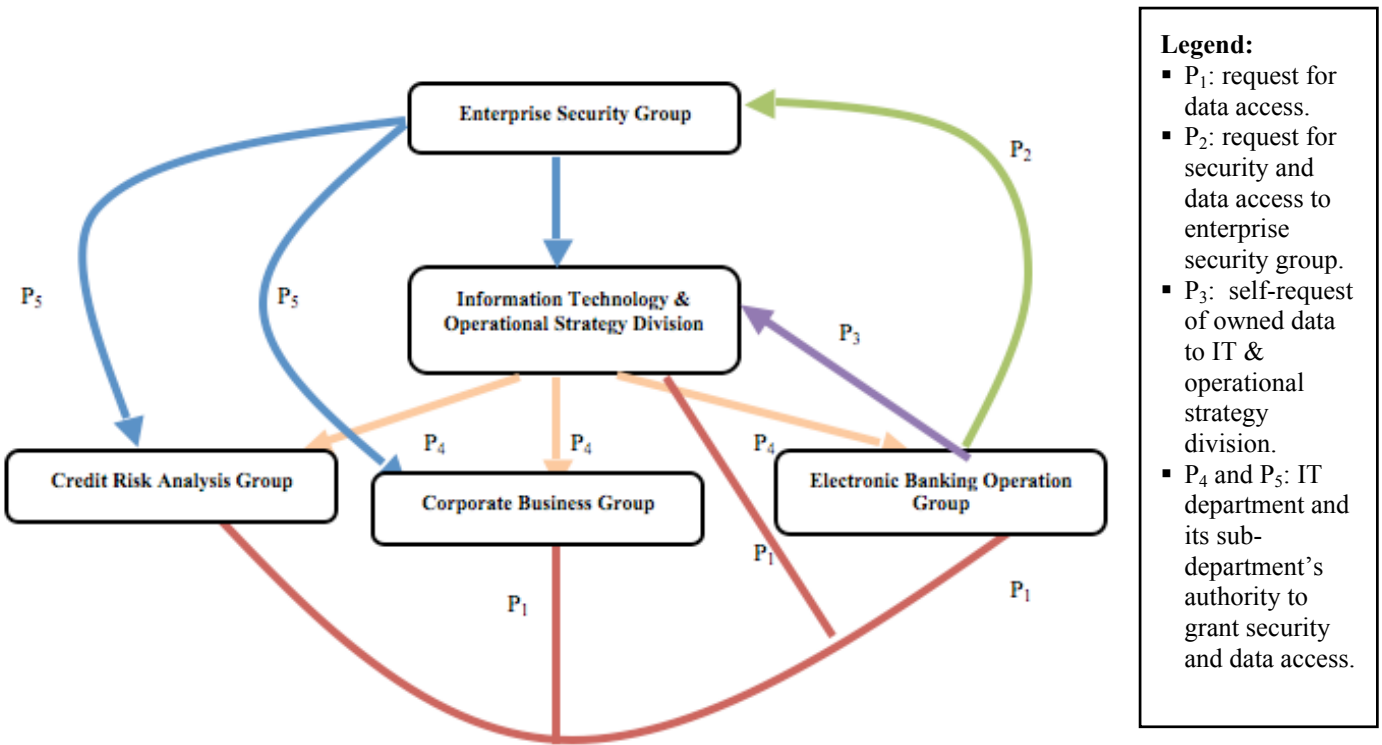 Enterprise Security Group
P₂
P₅
P₅
Information Technology &
Operational Strategy Division
P₃
P₄
P₄
P₄
Credit Risk Analysis Group
Corporate Business Group
Electronic Banking Operation
Group
P₁
P₁
P₁
Legend:
▪ P₁: request for
data access.
▪ P₂: request for
security and
data access to
enterprise
security group.
▪ P₃: self-request
of owned data
to IT &
operational
strategy
division.
▪ P₄ and P₅: IT
department and
its sub-
department’s
authority to
grant security
and data access.